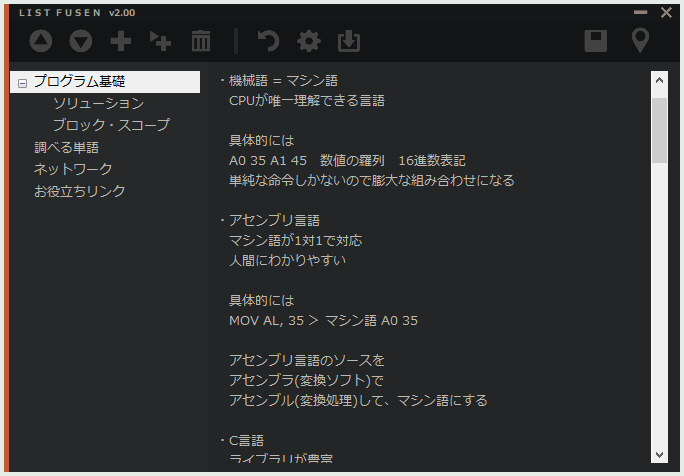 LIST FUSEN v2.00
プログラム基礎
ソリューション
ブロック・スコープ
調べる単語
ネットワーク
お役立ちリンク
・機械語 = マシン語
CPUが唯一理解できる言語
具体的には
A0 35 A1 45　数値の羅列　16進数表記
単純な命令しかないので膨大な組み合わせになる
・アセンブリ言語
マシン語が1対1で対応
人間にわかりやすい
具体的には
MOV AL, 35 ＞ マシン語 A0 35
アセンブリ言語のソースを
アセンブラ(変換ソフト)で
アセンブル(変換処理)して、マシン語にする
・C言語
ライブラリが豊富